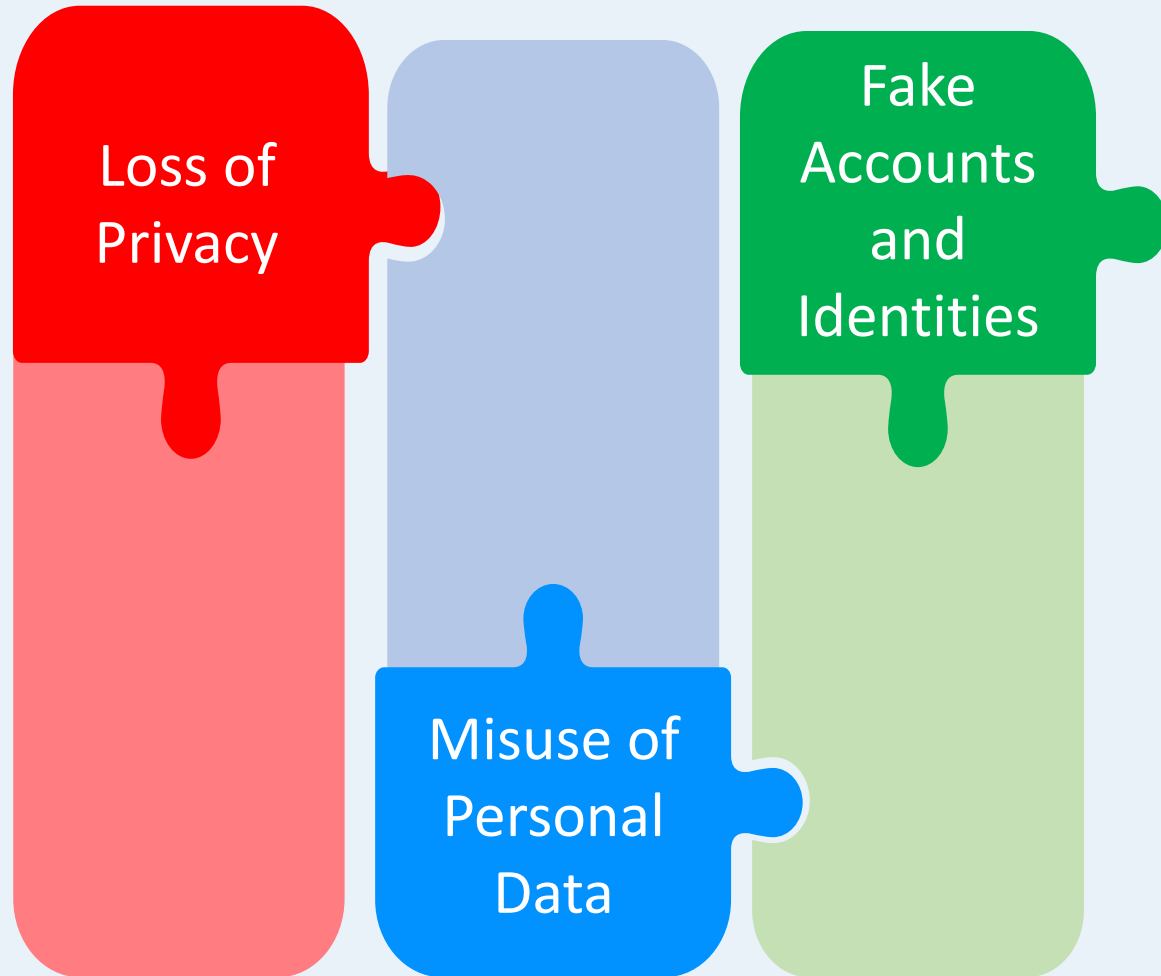 Loss of
Privacy
Fake
Accounts
and
Identities
Misuse of
Personal
Data